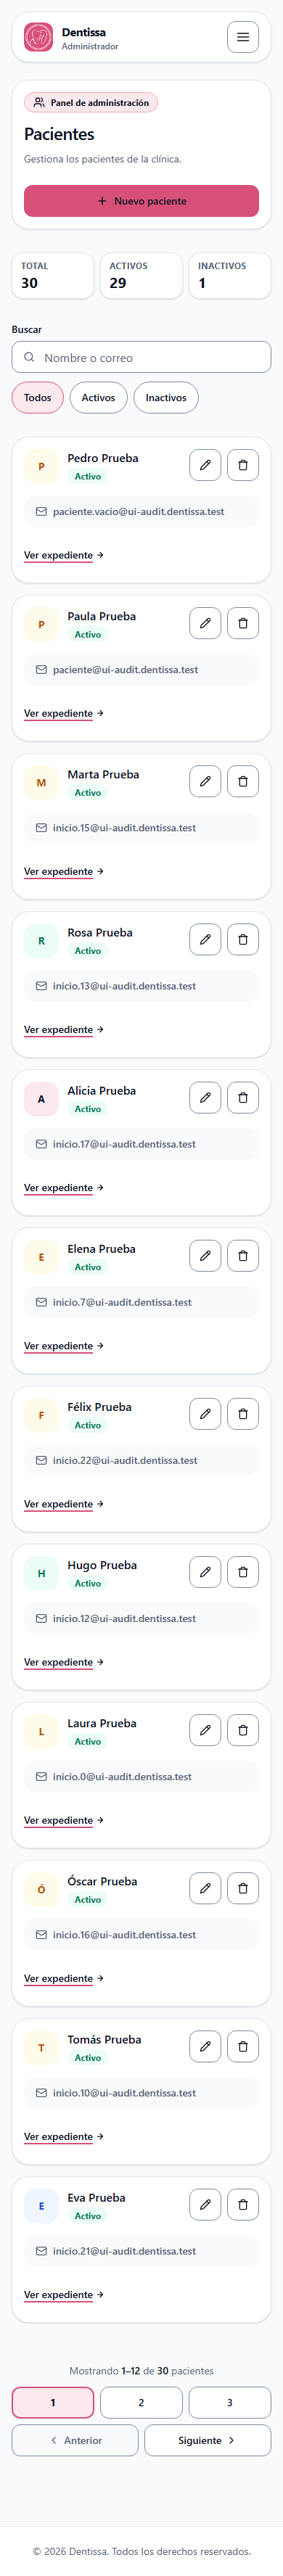 Dentissa
Administrador
Panel de administración
Pacientes
Gestiona los pacientes de la clínica.
+ Nuevo paciente
TOTAL
30
ACTIVOS
29
INACTIVOS
1
Buscar
Nombre o correo
Todos
Activos
Inactivos
P
Pedro Prueba
Activo
paciente.vacio@ui-audit.dentissa.test
Ver expediente →
P
Paula Prueba
Activo
paciente@ui-audit.dentissa.test
Ver expediente →
M
Marta Prueba
Activo
inicio.15@ui-audit.dentissa.test
Ver expediente →
R
Rosa Prueba
Activo
inicio.13@ui-audit.dentissa.test
Ver expediente →
A
Alicia Prueba
Activo
inicio.17@ui-audit.dentissa.test
Ver expediente →
E
Elena Prueba
Activo
inicio.7@ui-audit.dentissa.test
Ver expediente →
F
Félix Prueba
Activo
inicio.22@ui-audit.dentissa.test
Ver expediente →
H
Hugo Prueba
Activo
inicio.12@ui-audit.dentissa.test
Ver expediente →
L
Laura Prueba
Activo
inicio.0@ui-audit.dentissa.test
Ver expediente →
Ó
Óscar Prueba
Activo
inicio.16@ui-audit.dentissa.test
Ver expediente →
T
Tomás Prueba
Activo
inicio.10@ui-audit.dentissa.test
Ver expediente →
E
Eva Prueba
Activo
inicio.21@ui-audit.dentissa.test
Ver expediente →
Mostrando 1–12 de 30 pacientes
1
2
3
Anterior
Siguiente
© 2026 Dentissa. Todos los derechos reservados.